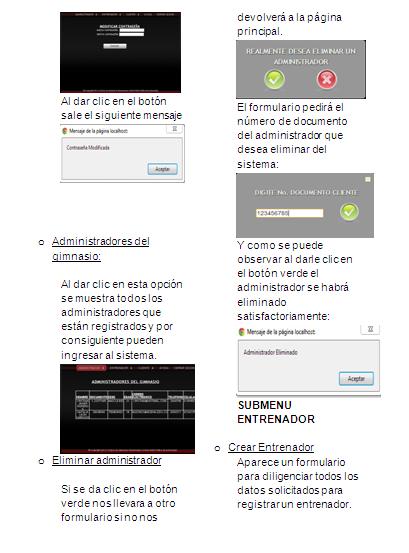 MODIFICAR CONTRASEÑA
Al dar clic en el botón
sale el siguiente mensaje
Mensaje de la página localhost:
Contraseña Modificada
Aceptar
o Administradores del
gimnasio:
Al dar clic en esta opción
se muestra todos los
administradores que
están registrados y por
consiguiente pueden
ingresar al sistema.
ADMINISTRADORES DEL GIMNASIO
o Eliminar administrador
Si se da clic en el botón
verde nos llevara a otro
formulario si no nos
devolverá a la página
principal.
REALMENTE DESEA ELIMINAR UN
ADMINISTRADOR
El formulario pedirá el
número de documento
del administrador que
desea eliminar del
sistema:
DIGITE No. DOCUMENTO CLIENTE
123456785
Y como se puede
observar al darle clic en
el botón verde el
administrador se habrá
eliminado
satisfactoriamente:
Mensaje de la página localhost:
Administrador Eliminado
Aceptar
SUBMENU
ENTRENADOR
o Crear Entrenador
Aparece un formulario
para diligenciar todos los
datos solicitados para
registrar un entrenador.